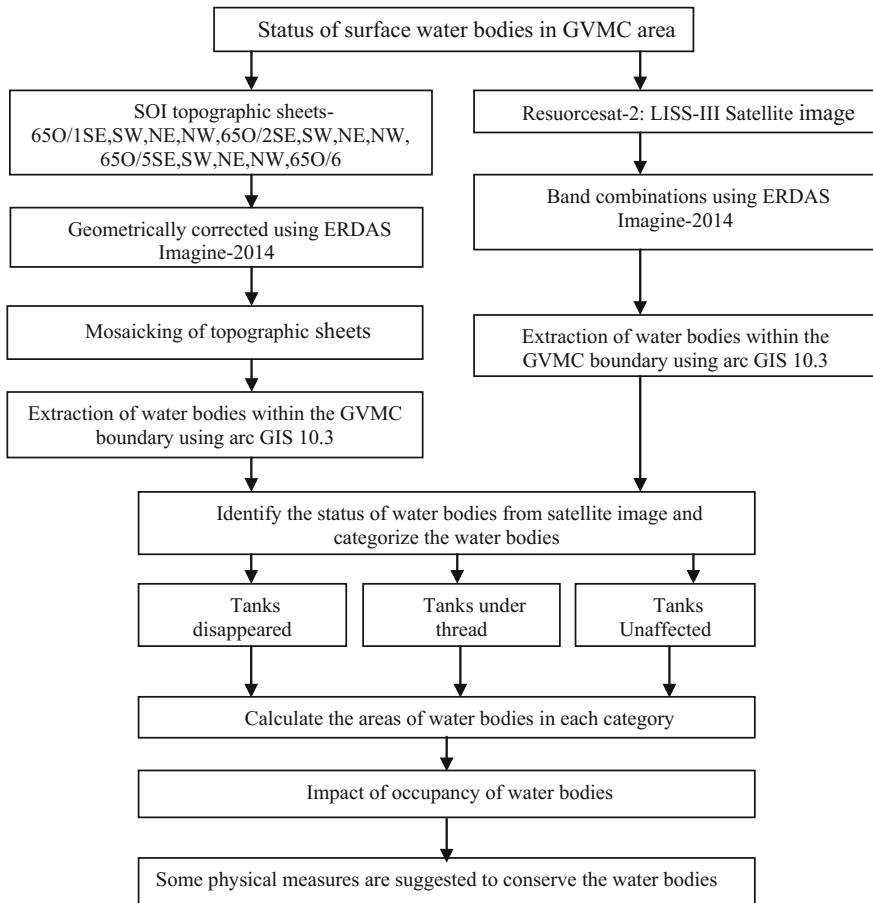 Status of surface water bodies in GVMC area
SOI topographic sheets-
65O/1SE,SW,NE,NW,65O/2SE,SW,NE,NW,
65O/5SE,SW,NE,NW,65O/6
Resuorcesat-2: LISS-III Satellite image
Geometrically corrected using ERDAS
Imagine-2014
Band combinations using ERDAS
Imagine-2014
Mosaicking of topographic sheets
Extraction of water bodies within the
GVMC boundary using arc GIS 10.3
Extraction of water bodies within the GVMC
boundary using arc GIS 10.3
Identify the status of water bodies from satellite image and
categorize the water bodies
Tanks
disappeared
Tanks under
thread
Tanks
Unaffected
Calculate the areas of water bodies in each category
Impact of occupancy of water bodies
Some physical measures are suggested to conserve the water bodies